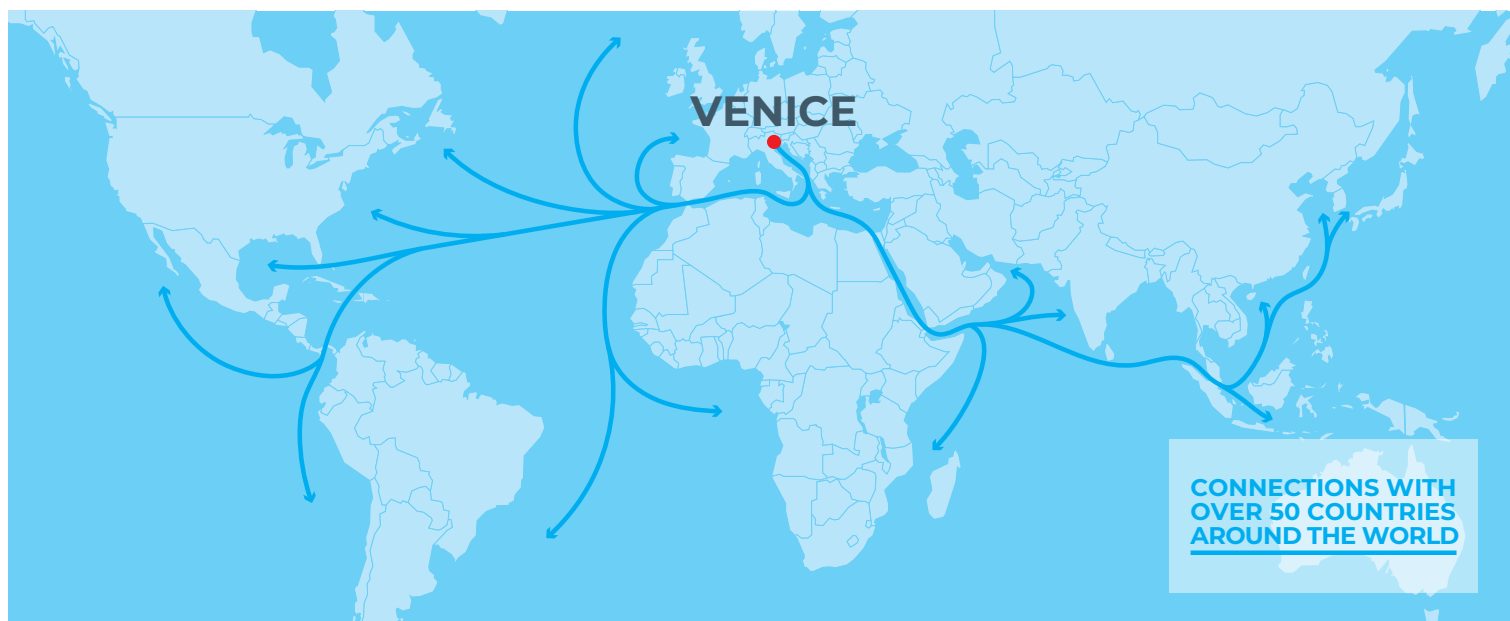 VENICE
CONNECTIONS WITH
OVER 50 COUNTRIES
AROUND THE WORLD